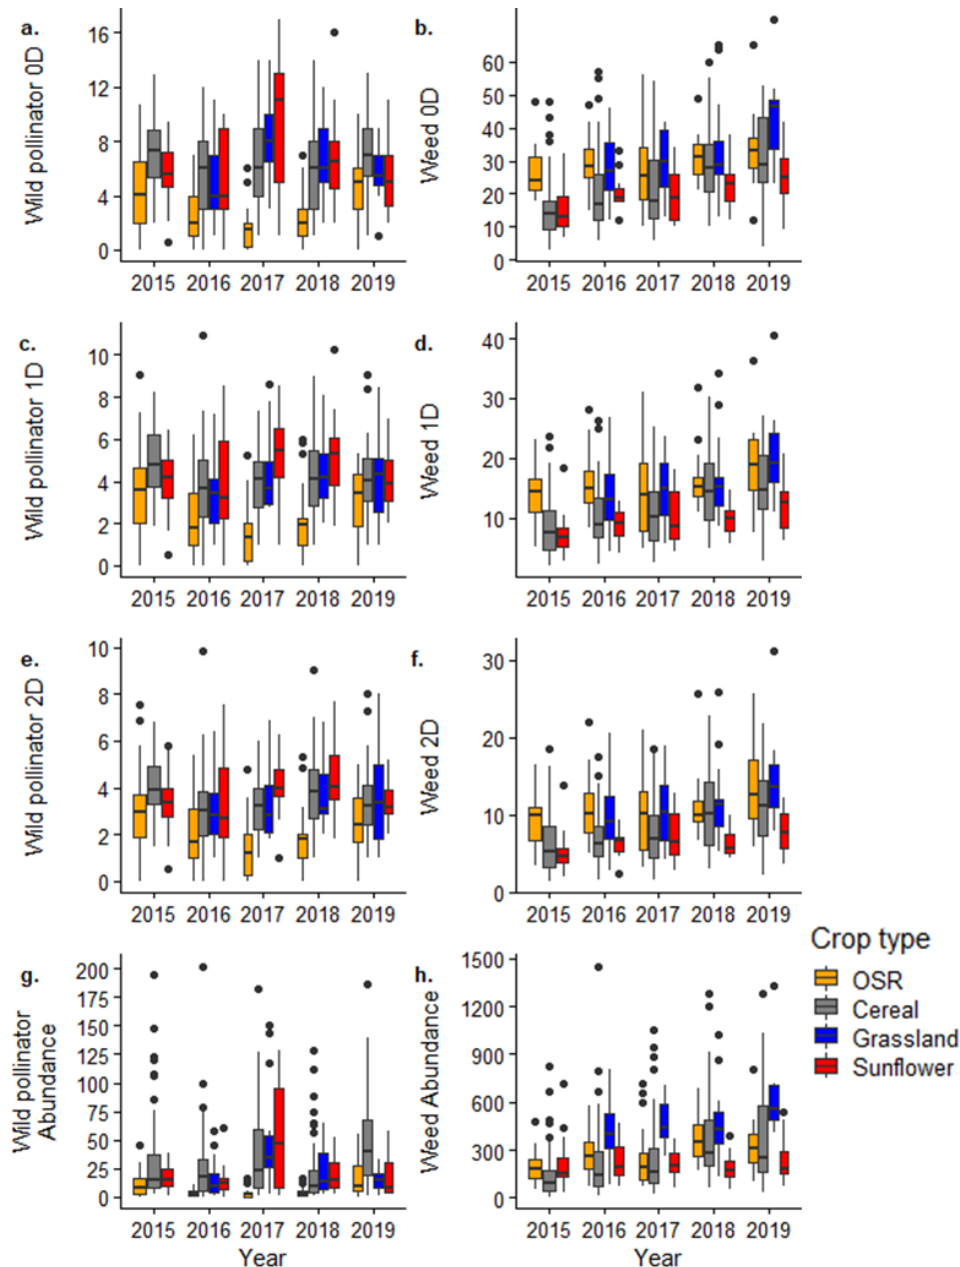 a.
Wild pollinator 0D
16
12
8
4
0
2015 2016 2017 2018 2019
b.
Weed 0D
60
50
40
30
20
10
0
2015 2016 2017 2018 2019
c.
Wild pollinator 1D
10
8
6
4
2
0
2015 2016 2017 2018 2019
d.
Weed 1D
40
30
20
10
2015 2016 2017 2018 2019
e.
Wild pollinator 2D
10
8
6
4
2
0
2015 2016 2017 2018 2019
f.
Weed 2D
30
20
10
0
2015 2016 2017 2018 2019
g.
Wild pollinator
Abundance
200
175
150
125
100
75
50
25
0
2015 2016 2017 2018 2019
Year
h.
Weed Abundance
1500
1200
900
600
300
0
2015 2016 2017 2018 2019
Year
Crop type
OSR
Cereal
Grassland
Sunflower